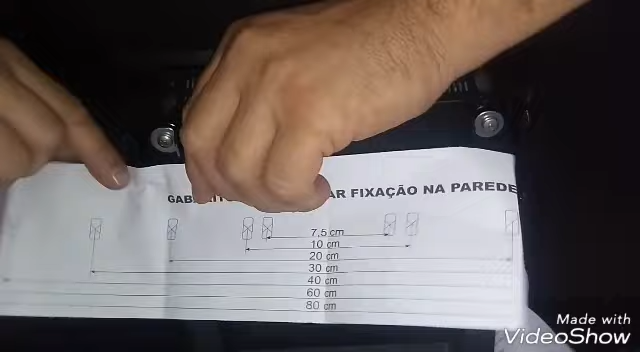 AR FIXAÇÃO NA PAREDE
7,5 cm
10 cm
20 cm
30 cm
40 cm
60 cm
80 cm
Made with
VideoShow